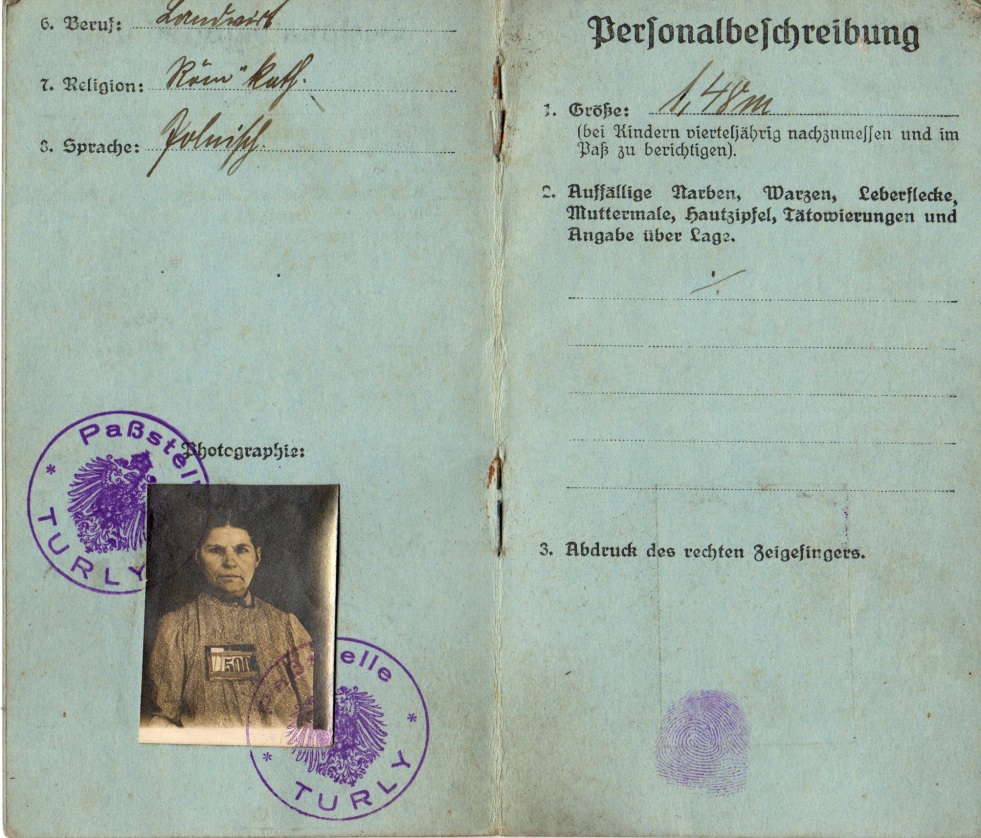 6. Beruf: Landwirt
7. Religion: Röm. Kath.
8. Sprache: Polnisch.
Photographie:
Paßstelle
TURLY
500
Paßstelle
TURLY
Personalbeschreibung
1. Größe: 1,48 m
(bei Kindern vierteljährig nachzumessen und im
Paß zu berichtigen).
2. Auffällige Narben, Warzen, Leberflecke,
Muttermale, Hautzipfel, Tätowierungen und
Angabe über Lage.
÷
3. Abdruck des rechten Zeigefingers.